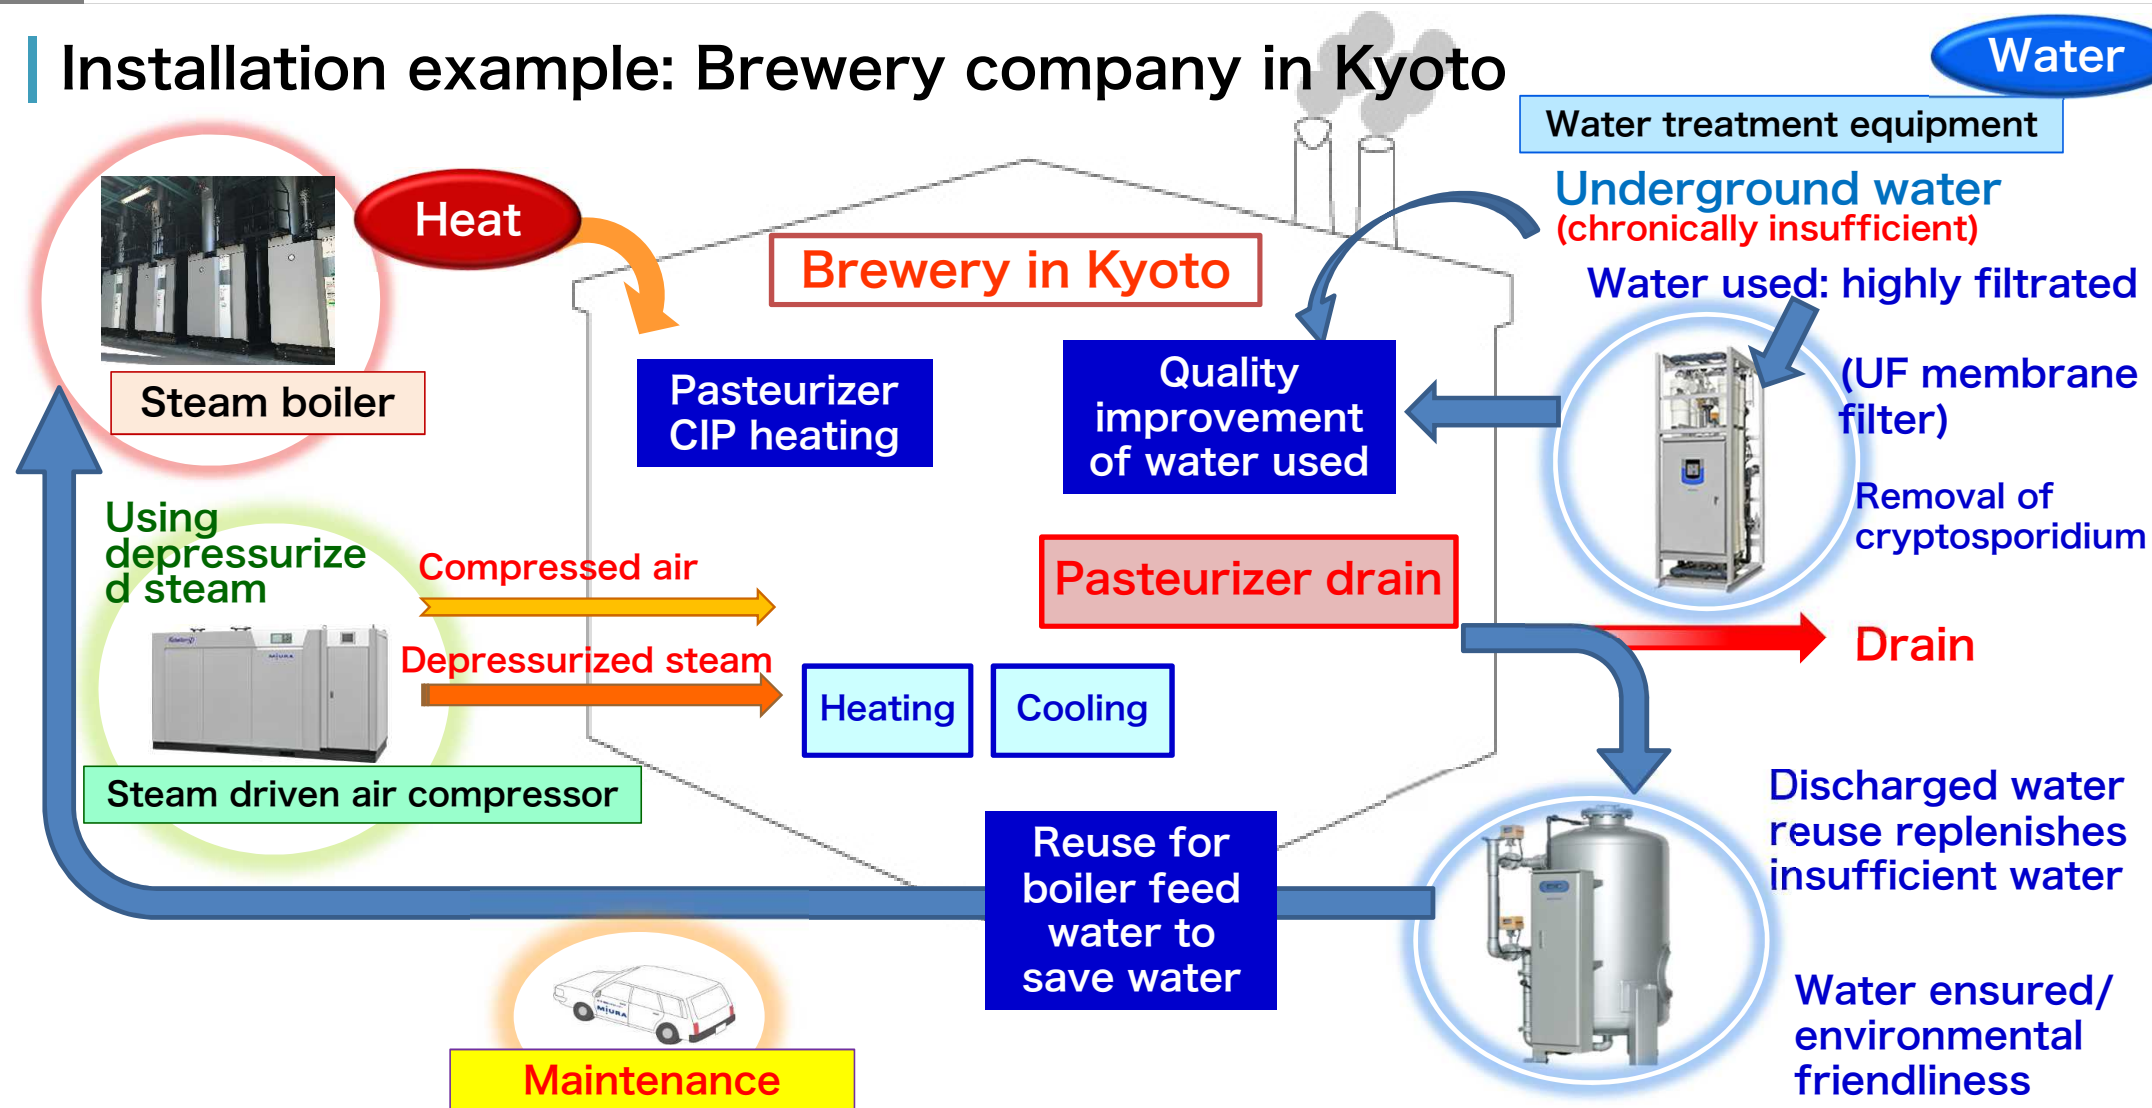 Installation example: Brewery company in Kyoto
Water
Water treatment equipment
Underground water
(chronically insufficient)
Water used: highly filtrated
(UF membrane
filter)
Removal of
cryptosporidium
Heat
Steam boiler
Brewery in Kyoto
Pasteurizer
CIP heating
Quality
improvement
of water used
Using
depressurize
d steam
Compressed air
Depressurized steam
MIURA
Steam driven air compressor
Pasteurizer drain
Drain
Heating
Cooling
Discharged water
reuse replenishes
insufficient water
Reuse for
boiler feed
water to
save water
Water ensured/
environmental
friendliness
MIURA
Maintenance